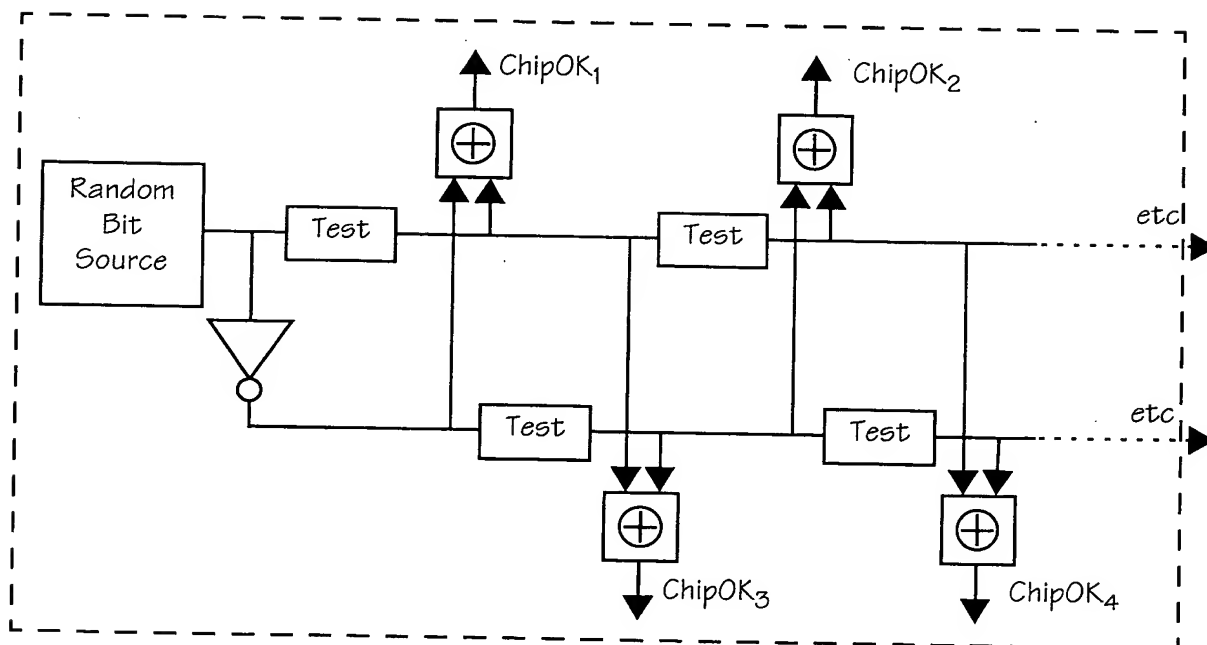 ChipOK₁
ChipOK₂
Random
Bit
Source
Test
Test
etc
Test
Test
etc
ChipOK₃
ChipOK₄